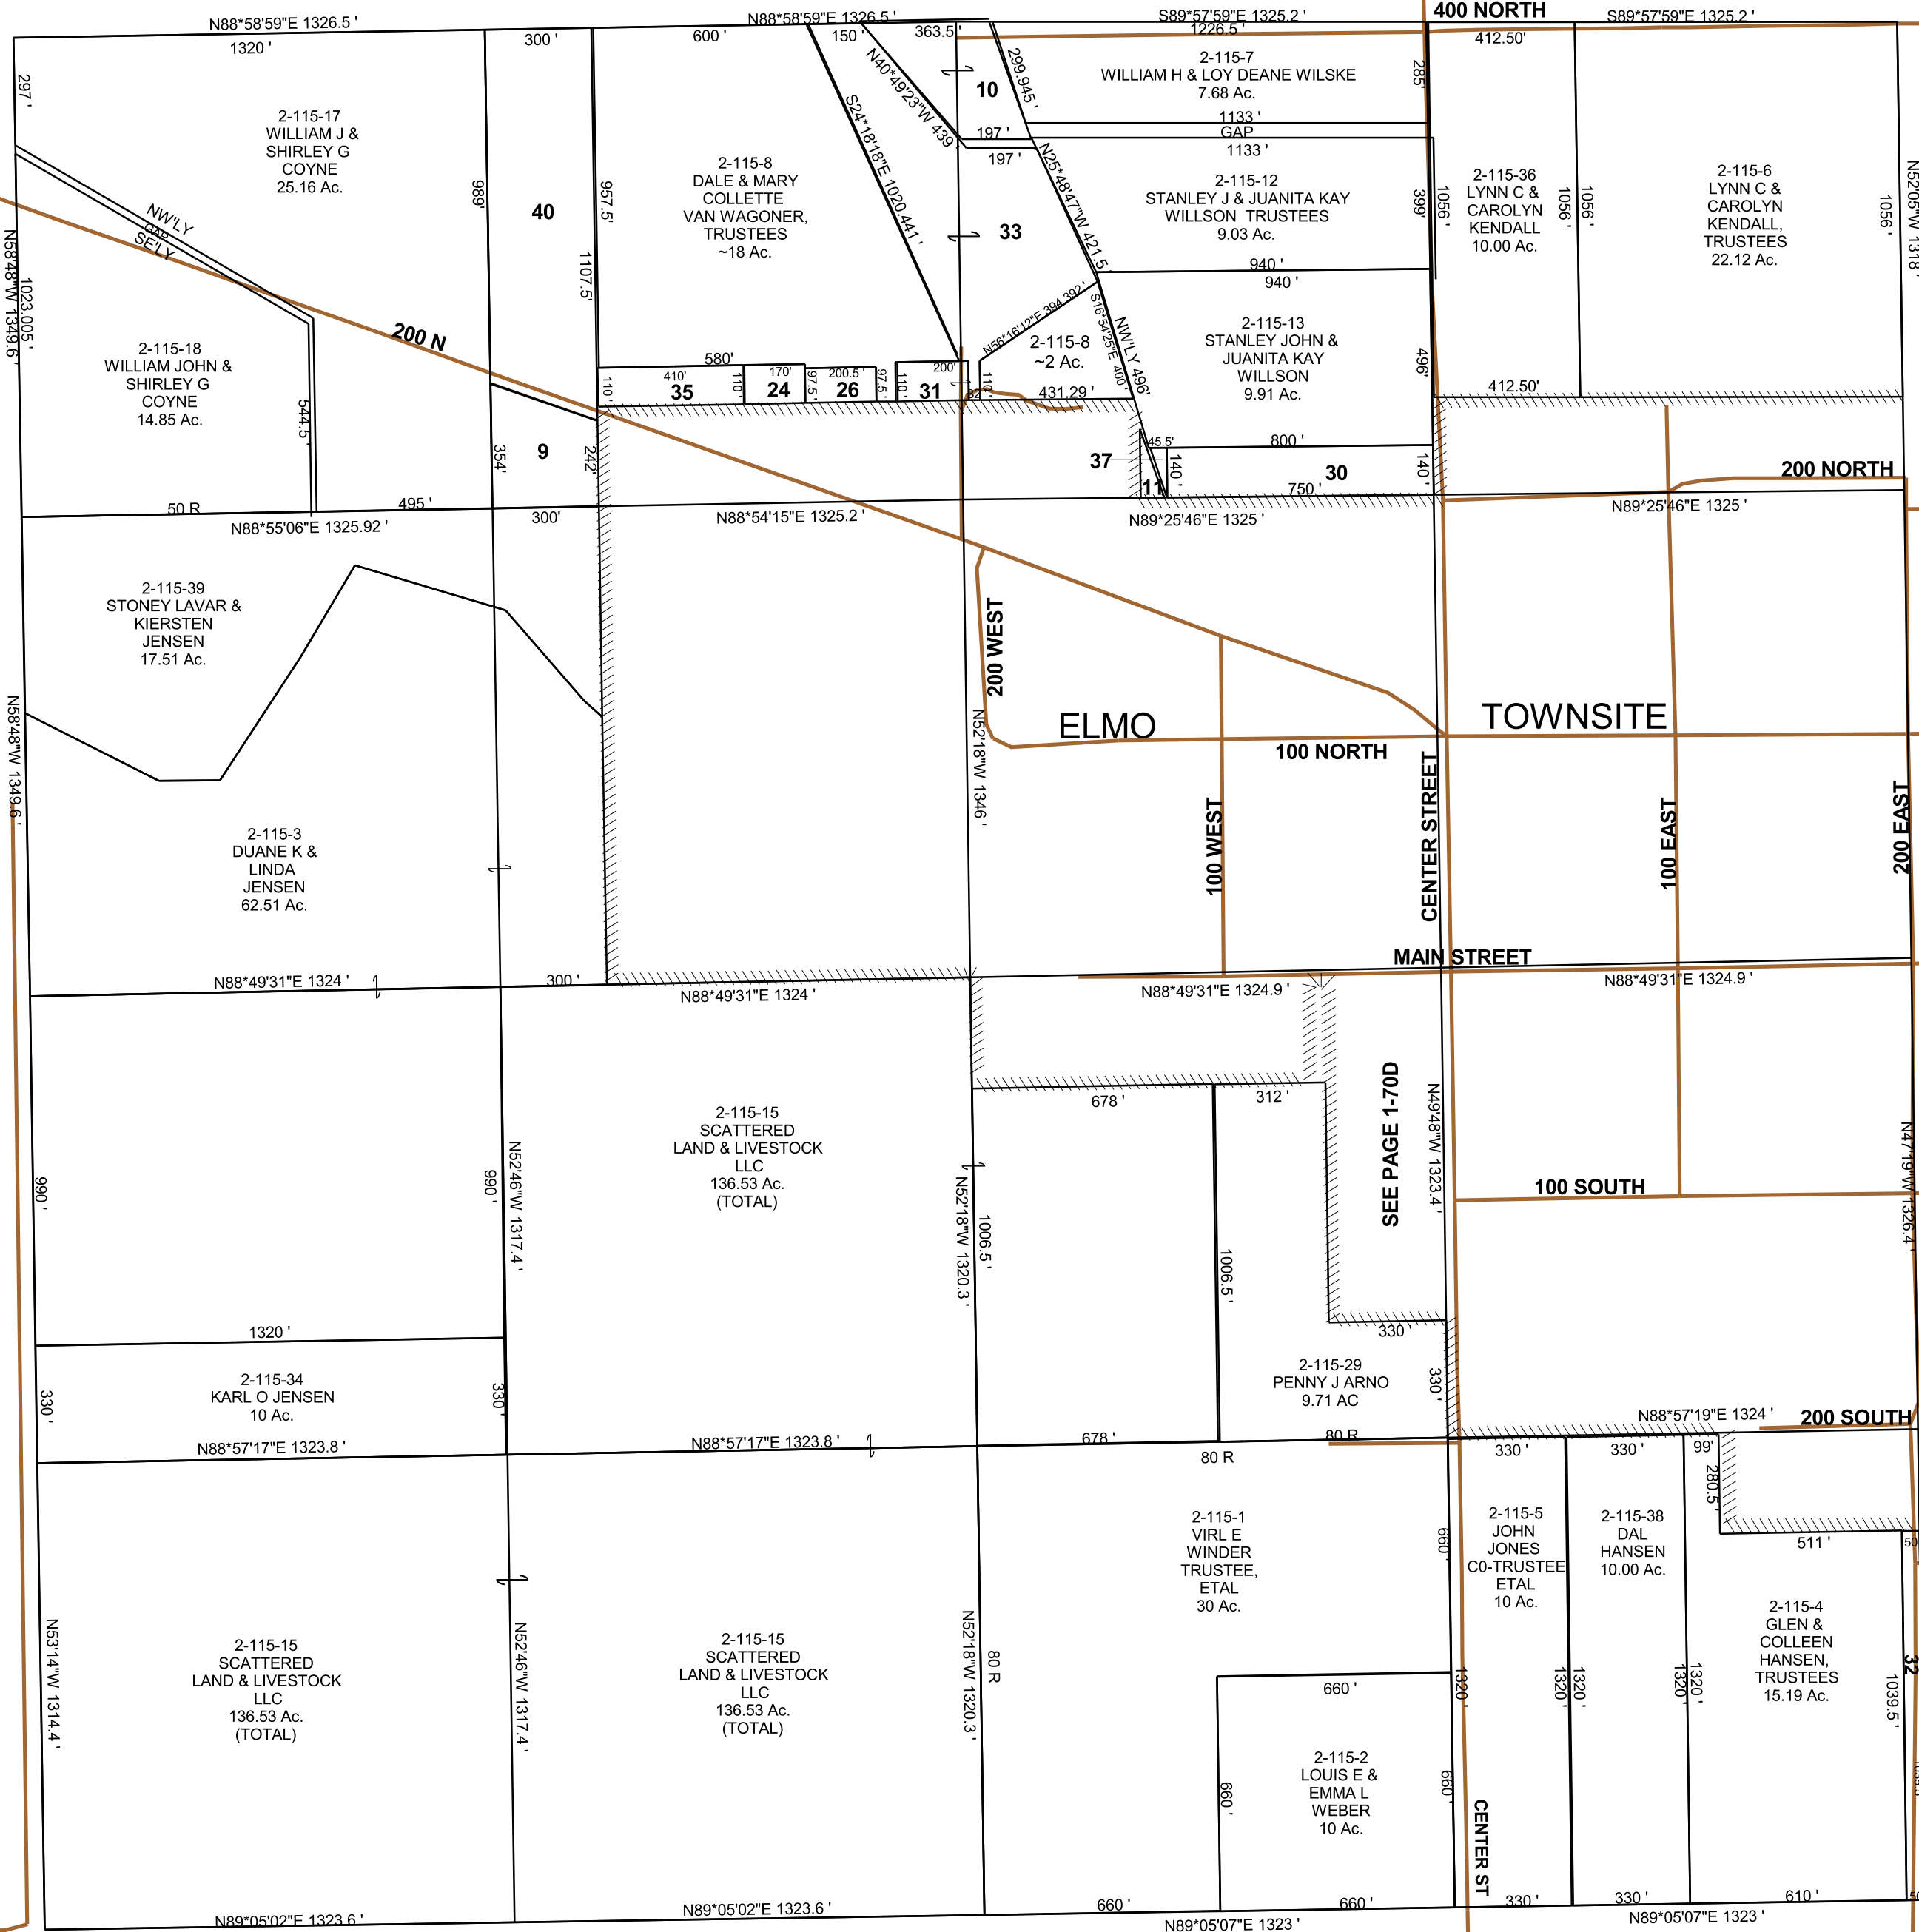 N88*58'59"E 1326.5 '
N88*58'59"E 1326.5 '
S89*57'59"E 1325.2 '
400 NORTH
S89*57'59"E 1325.2 '
1320 '
300 '
600 '
150 '
363.5 '
1226.5 '
412.50'
297 '
2-115-17
WILLIAM J &
SHIRLEY G
COYNE
25.16 Ac.
989'
40
957.5'
1107.5'
2-115-8
DALE & MARY
COLLETTE
VAN WAGONER,
TRUSTEES
~18 Ac.
S24*18'18"E 1020.441 '
N40*49'23"W 439
10
299.945 '
197 '
197 '
33
2-115-7
WILLIAM H & LOY DEANE WILSKE
7.68 Ac.
285'
1133 '
GAP
1133 '
N25*48'47"W 421.5 '
2-115-12
STANLEY J & JUANITA KAY
WILLSON TRUSTEES
9.03 Ac.
399'
940 '
940 '
1056 '
2-115-36
LYNN C &
CAROLYN
KENDALL
10.00 Ac.
1056 '
1056 '
2-115-6
LYNN C &
CAROLYN
KENDALL,
TRUSTEES
22.12 Ac.
1056 '
N52'05"W 1318 '
NW'LY
GAP
SE'LY
N58'48"W 1349.6 '
1023.005 '
200 N
2-115-18
WILLIAM JOHN &
SHIRLEY G
COYNE
14.85 Ac.
544.5 '
N56*16'12"E 394.392 '
2-115-8
~2 Ac.
S16*54'25"E 400 '
NW'LY 496'
2-115-13
STANLEY JOHN &
JUANITA KAY
WILLSON
9.91 Ac.
496'
412.50'
580'
110 '
410'
35
110 '
170'
24
97.5 '
200.5 '
26
97.5 '
110 '
200'
31
110 '
431.29 '
9
354'
242'
37
11
45.5'
140 '
800 '
30
140 '
750 '
200 NORTH
50 R
495 '
300'
N88*55'06"E 1325.92 '
N88*54'15"E 1325.2 '
N89*25'46"E 1325 '
N89*25'46"E 1325 '
2-115-39
STONEY LAVAR &
KIERSTEN
JENSEN
17.51 Ac.
200 WEST
N58'48"W 1349.6 '
N52'18"W 1346 '
ELMO
TOWNSITE
100 NORTH
2-115-3
DUANE K &
LINDA
JENSEN
62.51 Ac.
100 WEST
CENTER STREET
100 EAST
200 EAST
MAIN STREET
N88*49'31"E 1324 '
300 '
N88*49'31"E 1324 '
N88*49'31"E 1324.9 '
N88*49'31"E 1324.9 '
678 '
312 '
SEE PAGE 1-70D
N49'48"W 1323.4 '
N47'19"W 1326.4 '
100 SOUTH
990 '
990 '
N52'46"W 1317.4 '
2-115-15
SCATTERED
LAND & LIVESTOCK
LLC
136.53 Ac.
(TOTAL)
N52'18"W 1320.3 '
1006.5 '
1006.5 '
330 '
1320 '
330 '
2-115-34
KARL O JENSEN
10 Ac.
330 '
2-115-29
PENNY J ARNO
9.71 AC
330 '
N88*57'17"E 1323.8 '
N88*57'17"E 1323.8 '
678 '
80 R
80 R
N88*57'19"E 1324 '
200 SOUTH
330 '
330 '
99'
280.5 '
511 '
50
2-115-1
VIRL E
WINDER
TRUSTEE,
ETAL
30 Ac.
660 '
2-115-5
JOHN
JONES
C0-TRUSTEE
ETAL
10 Ac.
2-115-38
DAL
HANSEN
10.00 Ac.
2-115-4
GLEN &
COLLEEN
HANSEN,
TRUSTEES
15.19 Ac.
32
1039.5 '
N53'14"W 1314.4 '
2-115-15
SCATTERED
LAND & LIVESTOCK
LLC
136.53 Ac.
(TOTAL)
N52'46"W 1317.4 '
2-115-15
SCATTERED
LAND & LIVESTOCK
LLC
136.53 Ac.
(TOTAL)
N52'18"W 1320.3 '
80 R
660 '
1320 '
1320 '
1320 '
1320 '
1320 '
660 '
2-115-2
LOUIS E &
EMMA L
WEBER
10 Ac.
660 '
CENTER ST
N89*05'02"E 1323.6 '
N89*05'02"E 1323.6 '
660 '
660 '
N89*05'07"E 1323 '
330 '
330 '
610 '
N89*05'07"E 1323 '